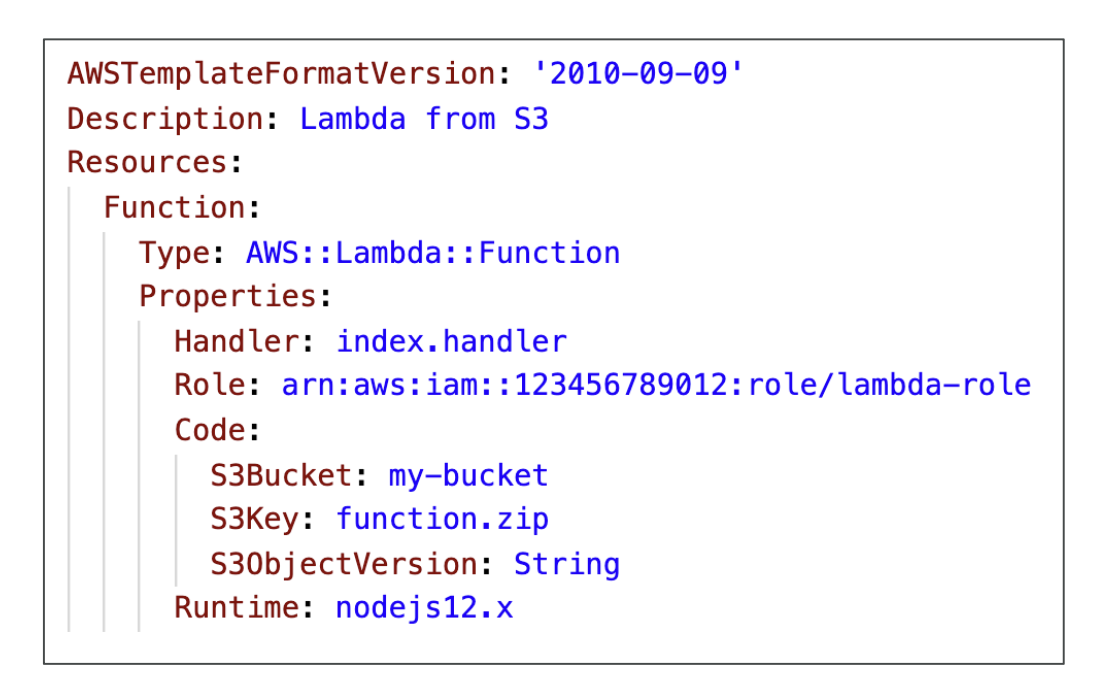 AWSTemplateFormatVersion: '2010-09-09'
Description: Lambda from S3
Resources:
  Function:
    Type: AWS::Lambda::Function
    Properties:
      Handler: index.handler
      Role: arn:aws:iam::123456789012:role/lambda-role
      Code:
        S3Bucket: my-bucket
        S3Key: function.zip
        S3ObjectVersion: String
      Runtime: nodejs12.x